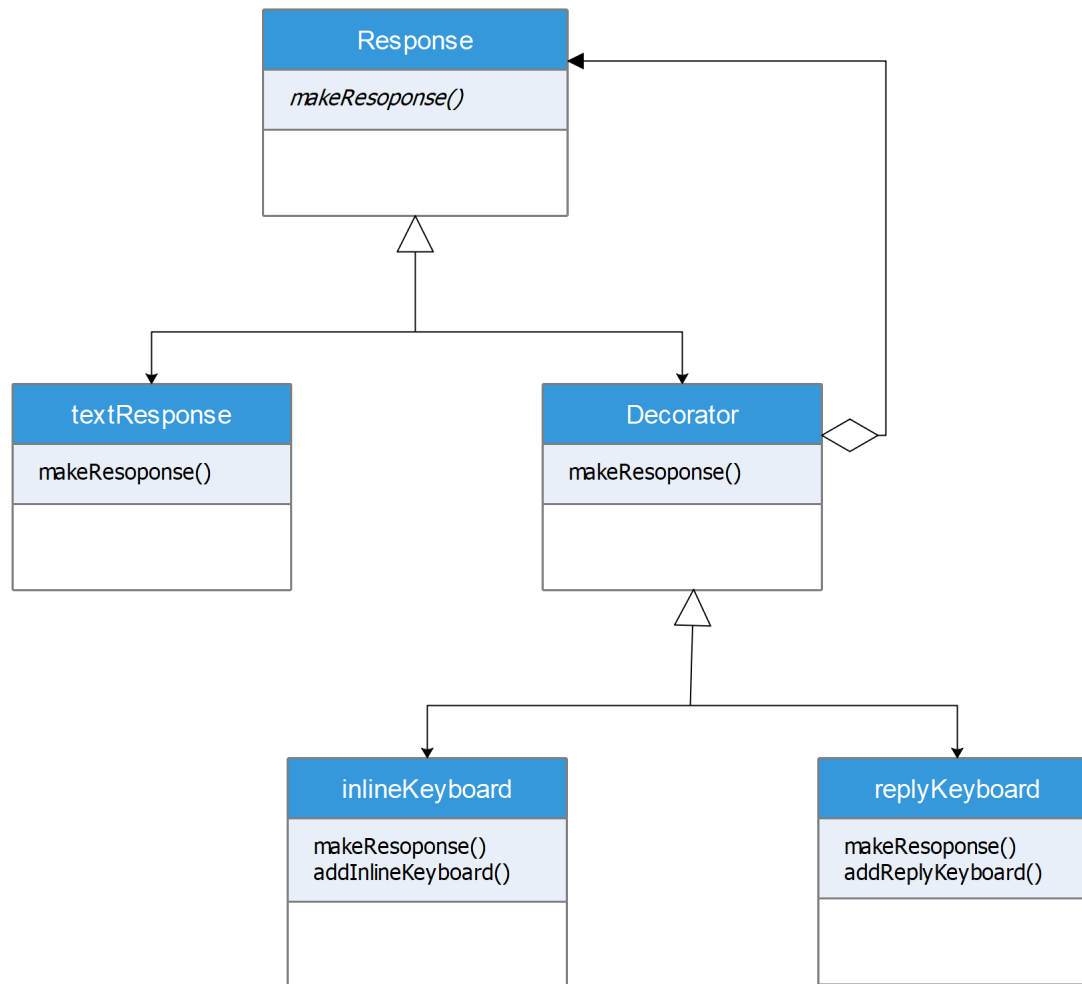 Response
makeResoponse()
textResponse
makeResoponse()
Decorator
makeResoponse()
inlineKeyboard
makeResoponse()
addInlineKeyboard()
replyKeyboard
makeResoponse()
addReplyKeyboard()